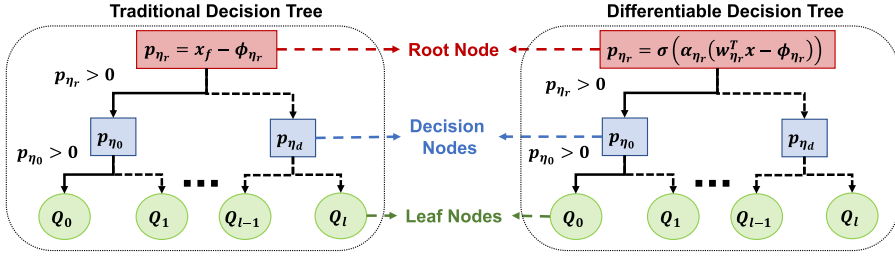 Traditional Decision Tree
Differentiable Decision Tree
p_{η_r} = x_f − ϕ_{η_r}
Root Node
p_{η_r} = σ(α_{η_r}(w_{η_r}^T x − ϕ_{η_r}))
p_{η_r} > 0
p_{η_r} > 0
p_{η_0}
p_{η_d}
Decision
Nodes
p_{η_0}
p_{η_d}
p_{η_0} > 0
p_{η_0} > 0
Q_0
Q_1
Q_{l−1}
Q_l
Leaf Nodes
Q_0
Q_1
Q_{l−1}
Q_l